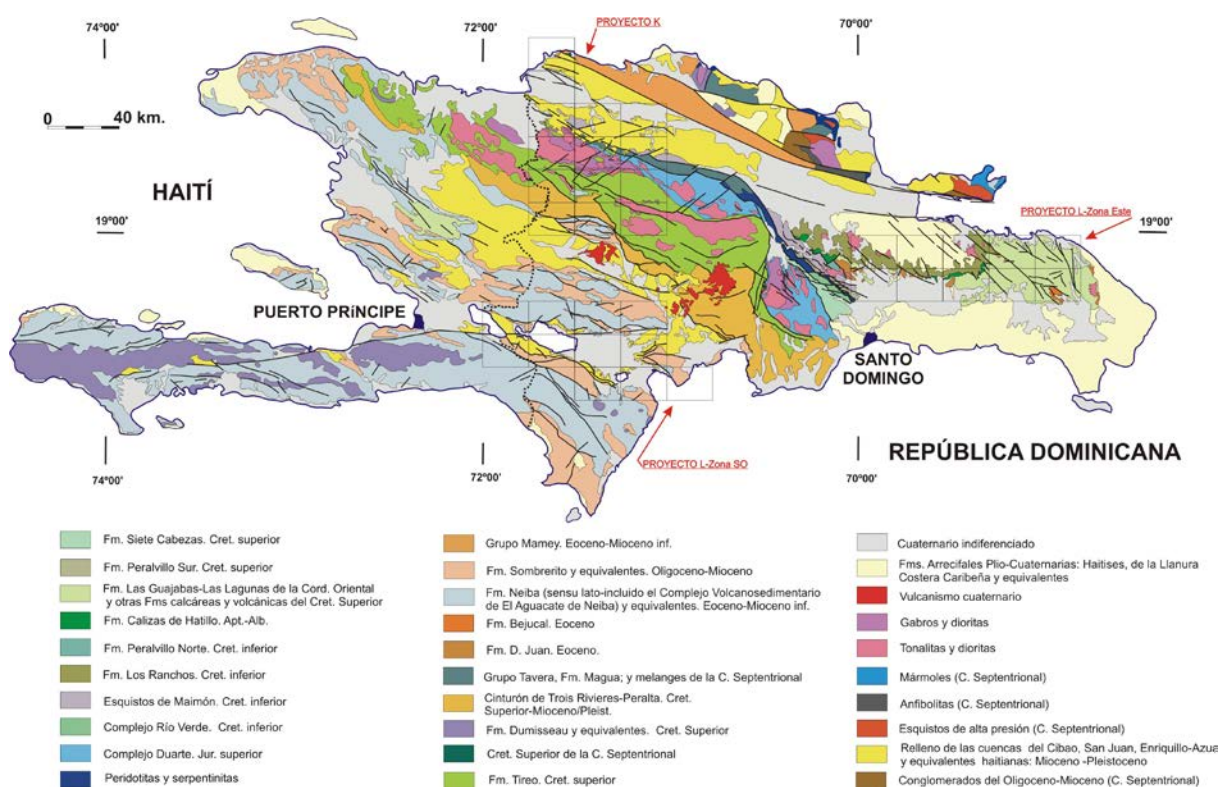 74°00'
72°00'
PROYECTO K
70°00'
0 40 km.
HAITÍ
19°00'
PROYECTO L-Zona Este
19°00'
PUERTO PRíNCIPE
SANTO
DOMINGO
REPÚBLICA DOMINICANA
PROYECTO L-Zona SO
74°00'
72°00'
70°00'
Fm. Siete Cabezas. Cret. superior
Fm. Peralvillo Sur. Cret. superior
Fm. Las Guajabas-Las Lagunas de la Cord. Oriental
y otras Fms calcáreas y volcánicas del Cret. Superior
Fm. Calizas de Hatillo. Apt.-Alb.
Fm. Peralvillo Norte. Cret. inferior
Fm. Los Ranchos. Cret. inferior
Esquistos de Maimón. Cret. inferior
Complejo Río Verde. Cret. inferior
Complejo Duarte. Jur. superior
Peridotitas y serpentinitas
Grupo Mamey. Eoceno-Mioceno inf.
Fm. Sombrerito y equivalentes. Oligoceno-Mioceno
Fm. Neiba (sensu lato-incluido el Complejo Volcanosedimentario
de El Aguacate de Neiba) y equivalentes. Eoceno-Mioceno inf.
Fm. Bejucal. Eoceno
Fm. D. Juan. Eoceno.
Grupo Tavera, Fm. Magua; y melanges de la C. Septentrional
Cinturón de Trois Rivieres-Peralta. Cret.
Superior-Mioceno/Pleist.
Fm. Dumisseau y equivalentes. Cret. Superior
Cret. Superior de la C. Septentrional
Fm. Tireo. Cret. superior
Cuaternario indiferenciado
Fms. Arrecifales Plio-Cuaternarias: Haitises, de la Llanura
Costera Caribeña y equivalentes
Vulcanismo cuaternario
Gabros y dioritas
Tonalitas y dioritas
Mármoles (C. Septentrional)
Anfibolitas (C. Septentrional)
Esquistos de alta presión (C. Septentrional)
Relleno de las cuencas del Cibao, San Juan, Enriquillo-Azua
y equivalentes haitianas: Mioceno -Pleistoceno
Conglomerados del Oligoceno-Mioceno (C. Septentrional)